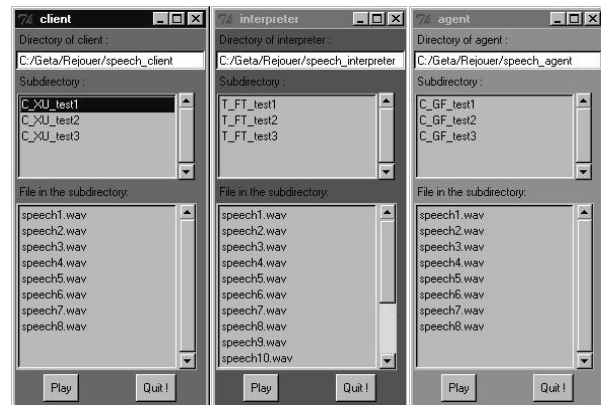 client
Directory of client :
C:/Geta/Rejouer/speech_client
Subdirectory :
C_XU_test1
C_XU_test2
C_XU_test3
File in the subdirectory:
speech1.wav
speech2.wav
speech3.wav
speech4.wav
speech5.wav
speech6.wav
speech7.wav
speech8.wav
Play
Quit !
interpreter
Directory of interpreter :
C:/Geta/Rejouer/speech_interpreter
Subdirectory :
T_FT_test1
T_FT_test2
T_FT_test3
File in the subdirectory:
speech1.wav
speech2.wav
speech3.wav
speech4.wav
speech5.wav
speech6.wav
speech7.wav
speech8.wav
speech9.wav
speech10.wav
Play
Quit !
agent
Directory of agent :
C:/Geta/Rejouer/speech_agent
Subdirectory :
C_GF_test1
C_GF_test2
C_GF_test3
File in the subdirectory:
speech1.wav
speech2.wav
speech3.wav
speech4.wav
speech5.wav
speech6.wav
speech7.wav
speech8.wav
Play
Quit !